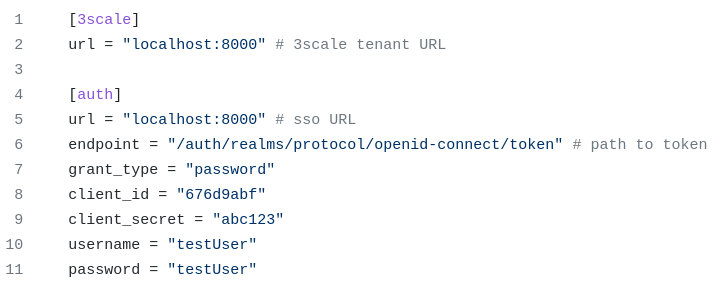 1 [3scale]
2 url = "localhost:8000" # 3scale tenant URL
3
4 [auth]
5 url = "localhost:8000" # sso URL
6 endpoint = "/auth/realms/protocol/openid-connect/token" # path to token
7 grant_type = "password"
8 client_id = "676d9abf"
9 client_secret = "abc123"
10 username = "testUser"
11 password = "testUser"